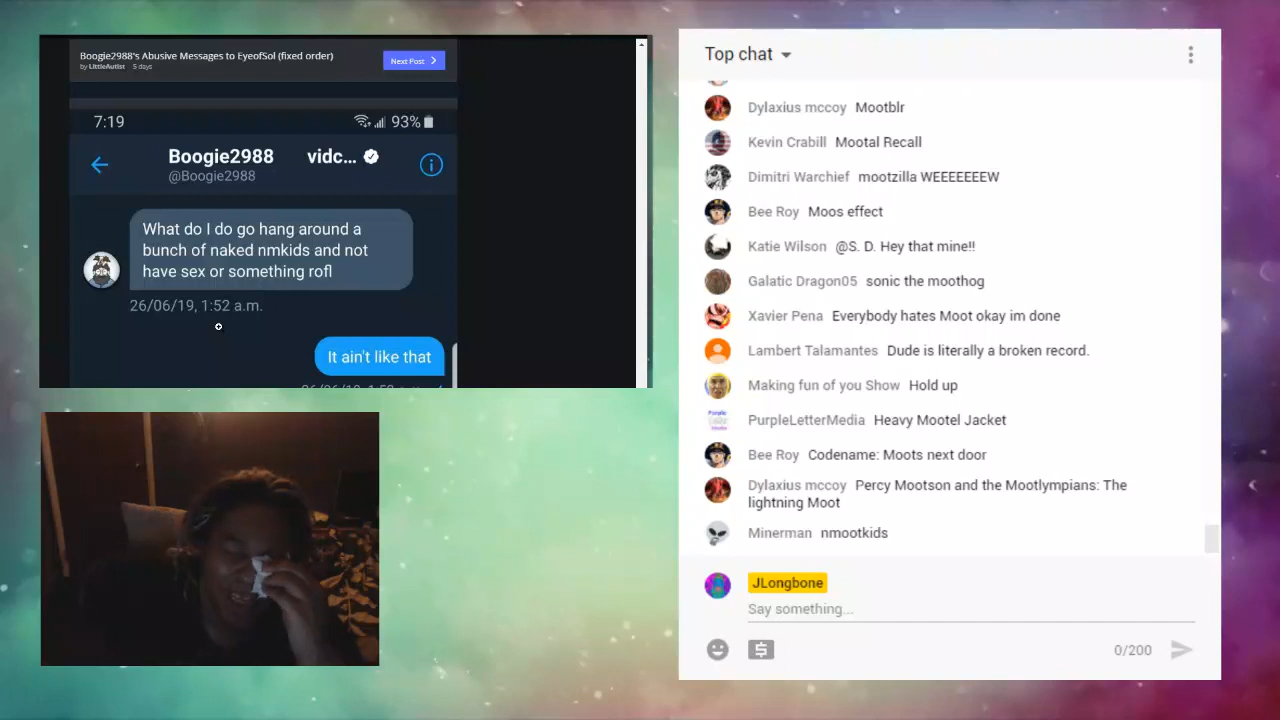 Boogie2988's Abusive Messages to EyeofSol (fixed order)
by LittleAutist 5 days
Next Post
7:19
93%
Boogie2988 vidc...
@Boogie2988
What do I do go hang around a
bunch of naked nmkids and not
have sex or something rofl
26/06/19, 1:52 a.m.
It ain't like that
Top chat
Dylaxius mccoy Mootblr
Kevin Crabill Mootal Recall
Dimitri Warchief mootzilla WEEEEEEEW
Bee Roy Moos effect
Katie Wilson @S. D. Hey that mine!!
Galatic Dragon05 sonic the moothog
Xavier Pena Everybody hates Moot okay im done
Lambert Talamantes Dude is literally a broken record.
Making fun of you Show Hold up
PurpleLetterMedia Heavy Mootel Jacket
Bee Roy Codename: Moots next door
Dylaxius mccoy Percy Mootson and the Mootlympians: The
lightning Moot
Minerman nmootkids
JLongbone
Say something...
0/200